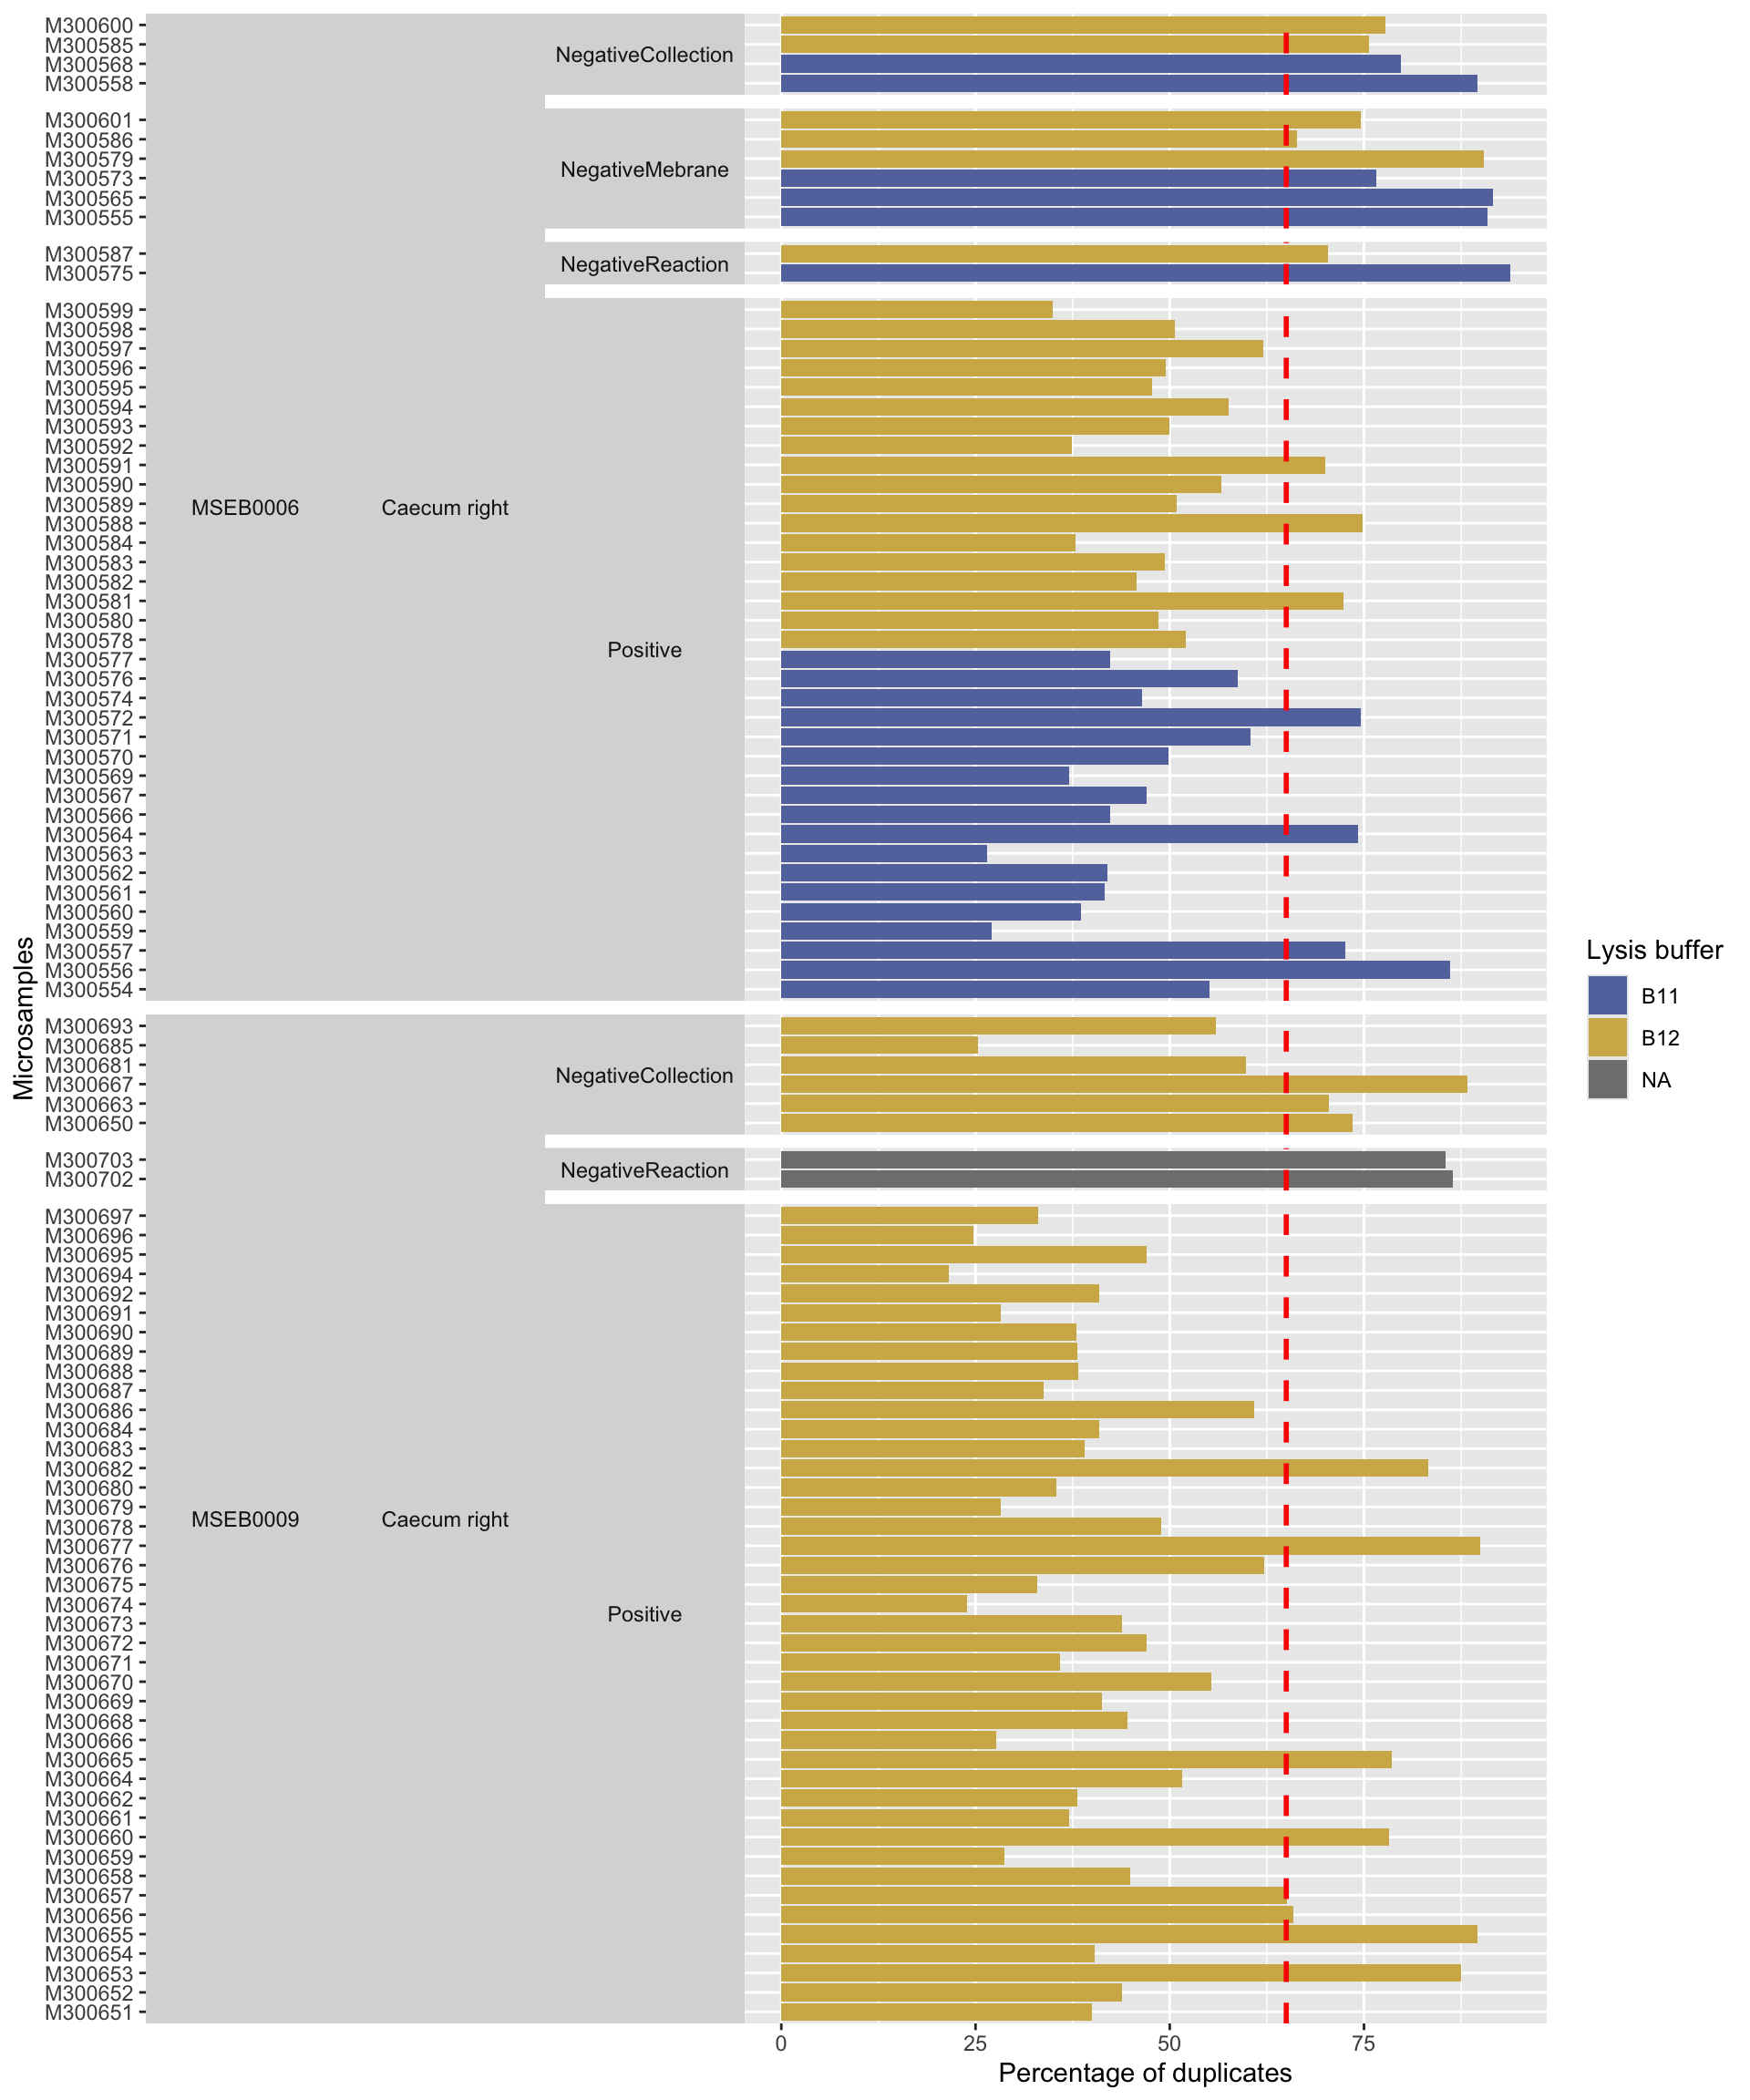 M300600
M300585
M300568
M300558
NegativeCollection
M300601
M300586
M300579
M300573
M300565
M300555
NegativeMebrane
M300587
M300575
NegativeReaction
M300599
M300598
M300597
M300596
M300595
M300594
M300593
M300592
M300591
M300590
M300589
M300588
M300584
M300583
M300582
M300581
M300580
M300578
M300577
M300576
M300574
M300572
M300571
M300570
M300569
M300567
M300566
M300564
M300563
M300562
M300561
M300560
M300559
M300557
M300556
M300554
MSEB0006
Caecum right
Positive
M300693
M300685
M300681
M300667
M300663
M300650
NegativeCollection
M300703
M300702
NegativeReaction
M300697
M300696
M300695
M300694
M300692
M300691
M300690
M300689
M300688
M300687
M300686
M300684
M300683
M300682
M300680
M300679
M300678
M300677
M300676
M300675
M300674
M300673
M300672
M300671
M300670
M300669
M300668
M300666
M300665
M300664
M300662
M300661
M300660
M300659
M300658
M300657
M300656
M300655
M300654
M300653
M300652
M300651
MSEB0009
Caecum right
Positive
Microsamples
0 25 50 75
Percentage of duplicates
Lysis buffer
B11
B12
NA